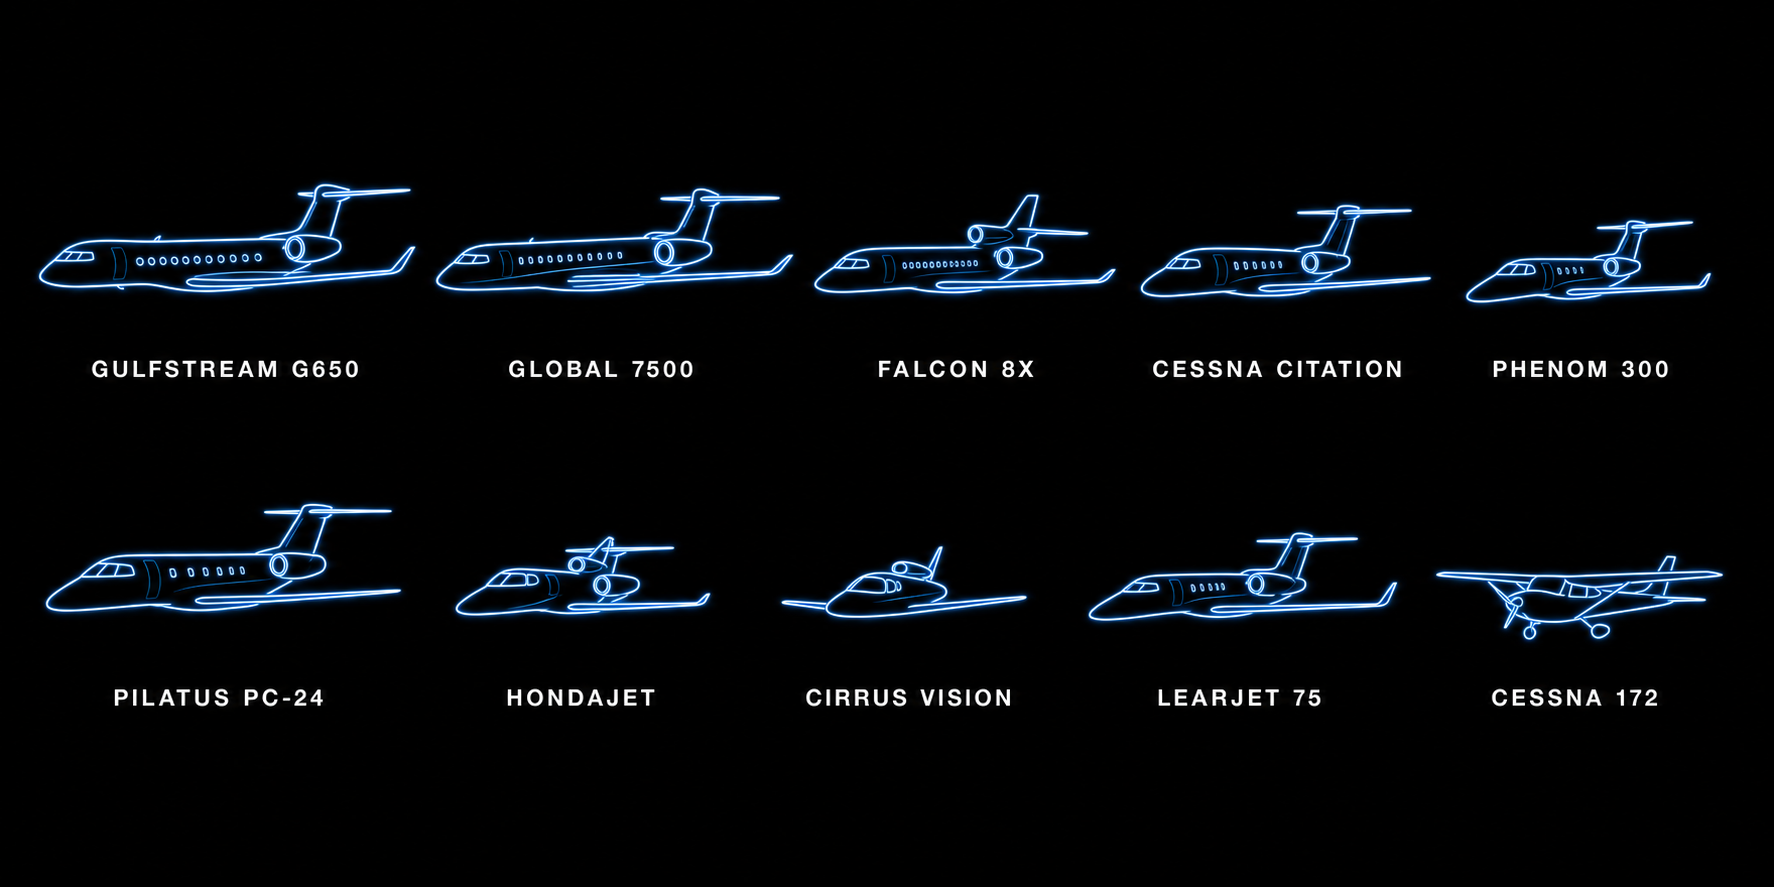 GULFSTREAM G650
GLOBAL 7500
FALCON 8X
CESSNA CITATION
PHENOM 300
PILATUS PC-24
HONDAJET
CIRRUS VISION
LEARJET 75
CESSNA 172